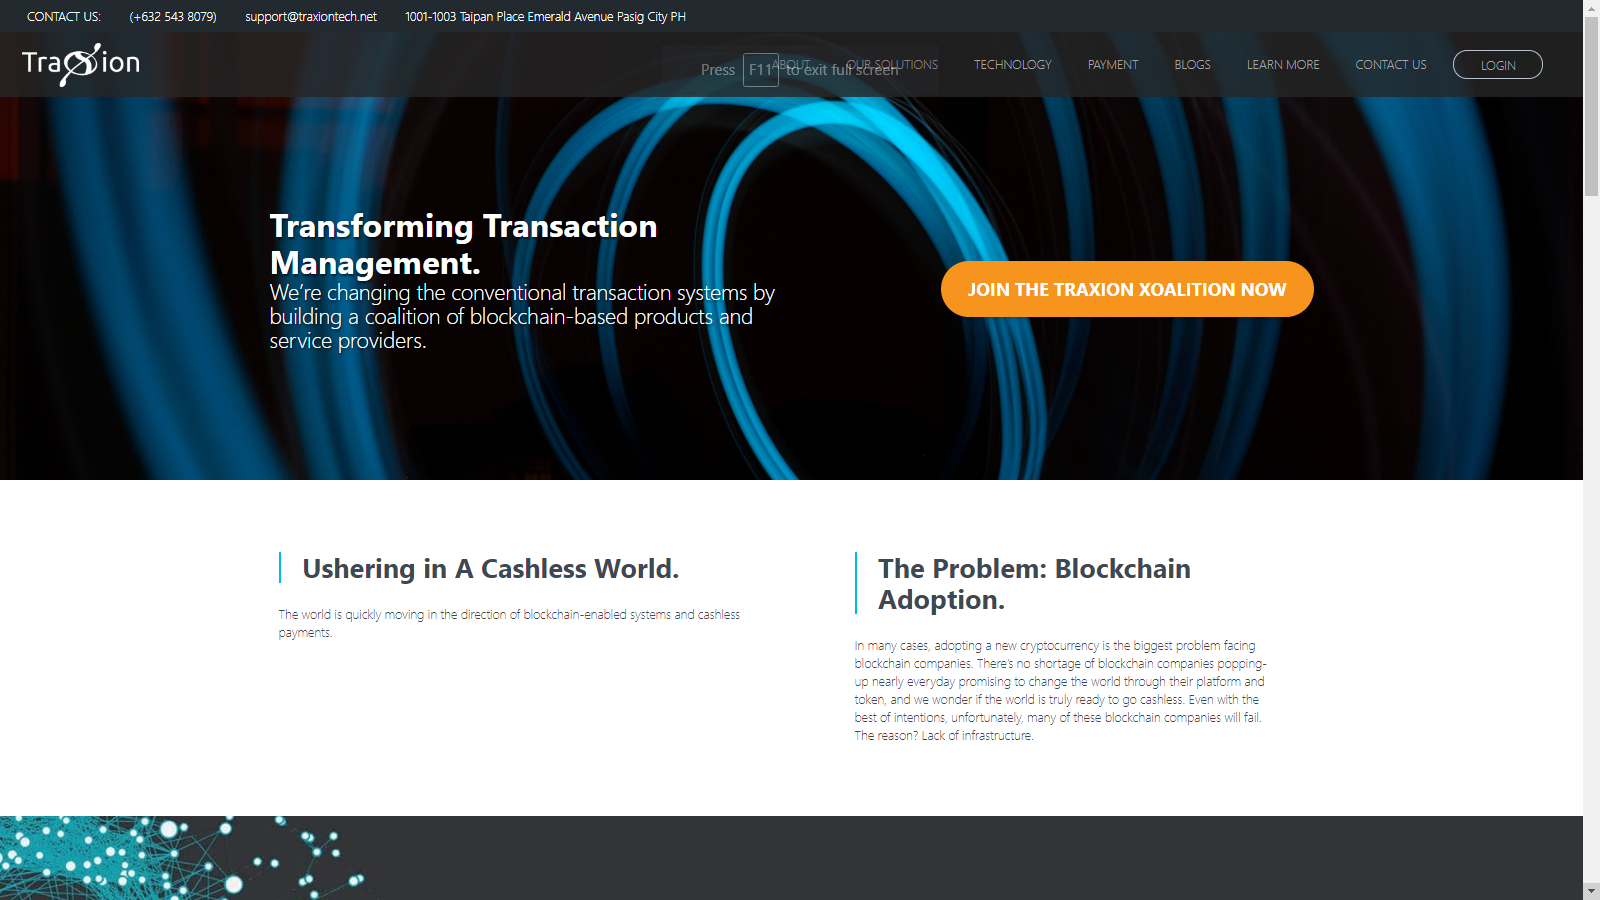 CONTACT US: (+632 543 8079) support@traxiontech.net 1001-1003 Taipan Place Emerald Avenue Pasig City PH
TraXion
Press F11 to exit full screen
ABOUT OUR SOLUTIONS TECHNOLOGY PAYMENT BLOGS LEARN MORE CONTACT US LOGIN
Transforming Transaction
Management.
We’re changing the conventional transaction systems by
building a coalition of blockchain-based products and
service providers.
JOIN THE TRAXION XOALITION NOW
Ushering in A Cashless World.
The world is quickly moving in the direction of blockchain-enabled systems and cashless
payments.
The Problem: Blockchain
Adoption.
In many cases, adopting a new cryptocurrency is the biggest problem facing
blockchain companies. There’s no shortage of blockchain companies popping-
up nearly everyday promising to change the world through their platform and
token, and we wonder if the world is truly ready to go cashless. Even with the
best of intentions, unfortunately, many of these blockchain companies will fail.
The reason? Lack of infrastructure.